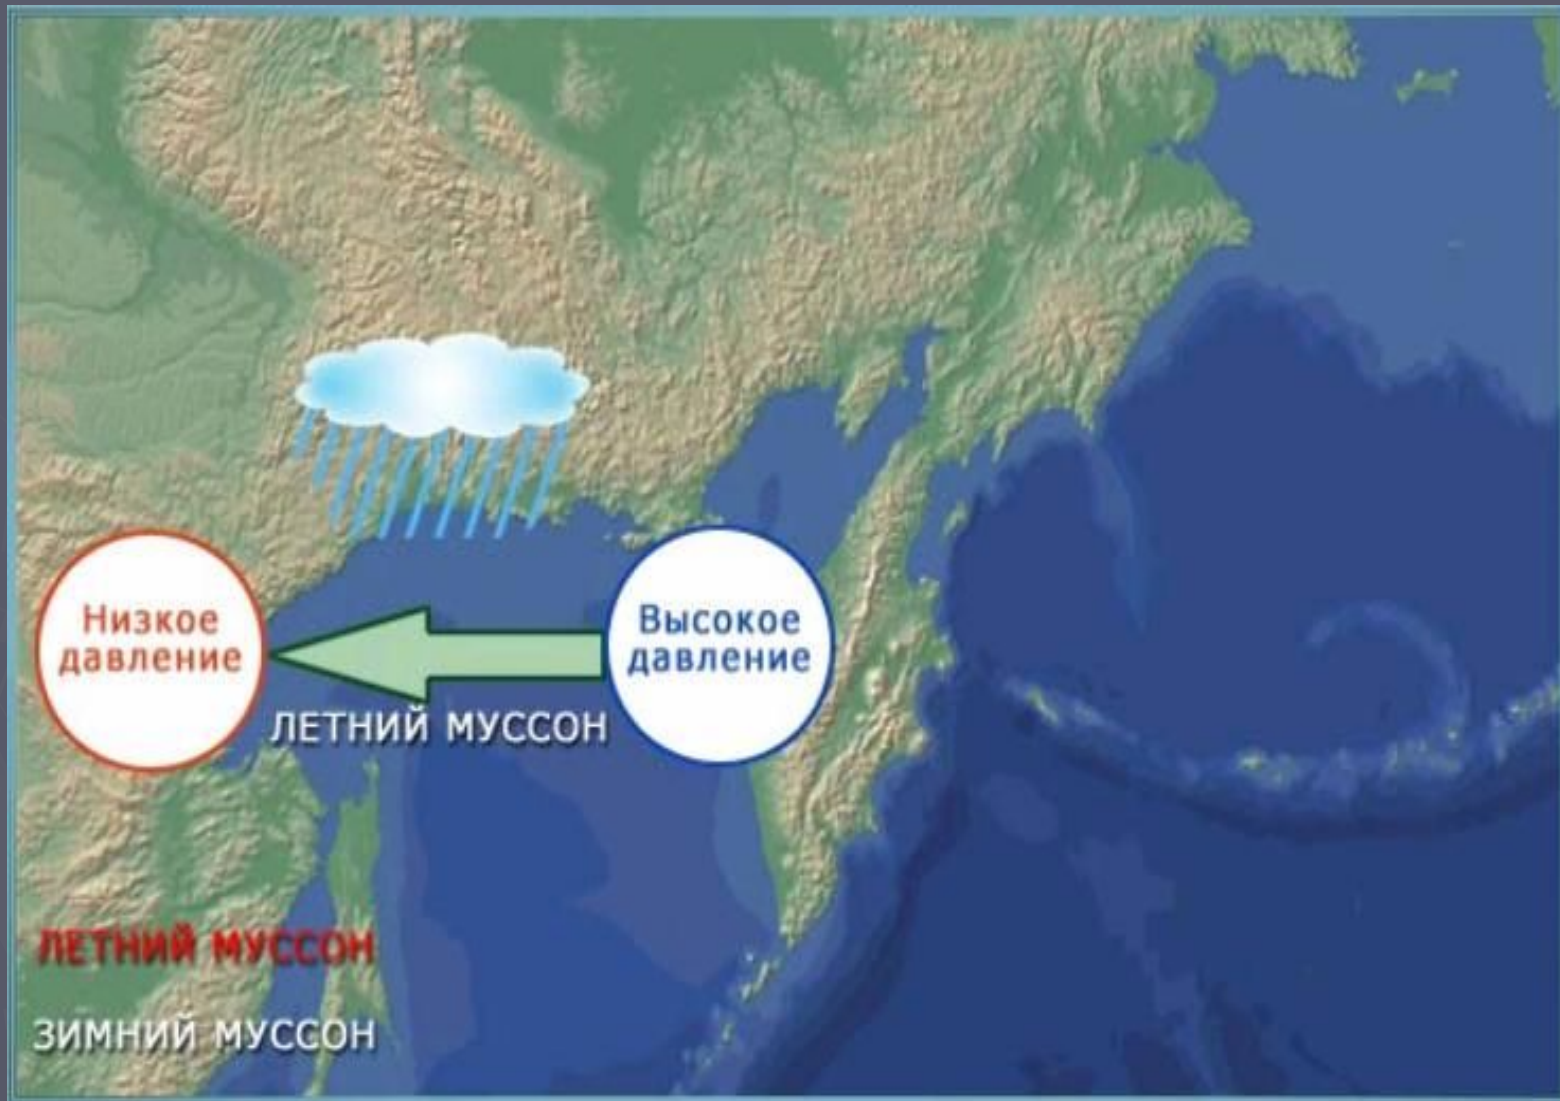 Низкое
давление
Высокое
давление
ЛЕТНИЙ МУССОН
ЛЕТНИЙ МУССОН
ЗИМНИЙ МУССОН